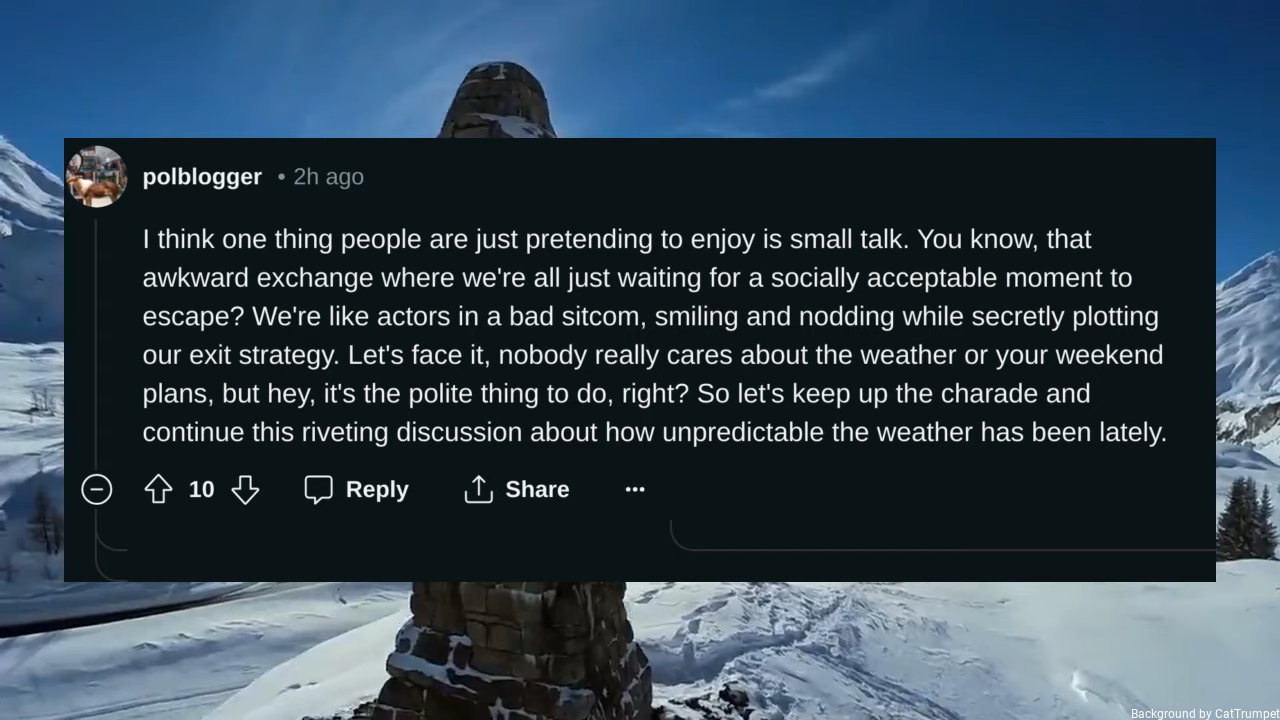 polblogger • 2h ago
I think one thing people are just pretending to enjoy is small talk. You know, that
awkward exchange where we're all just waiting for a socially acceptable moment to
escape? We're like actors in a bad sitcom, smiling and nodding while secretly plotting
our exit strategy. Let's face it, nobody really cares about the weather or your weekend
plans, but hey, it's the polite thing to do, right? So let's keep up the charade and
continue this riveting discussion about how unpredictable the weather has been lately.
10 Reply Share
Background by CatTrumpet